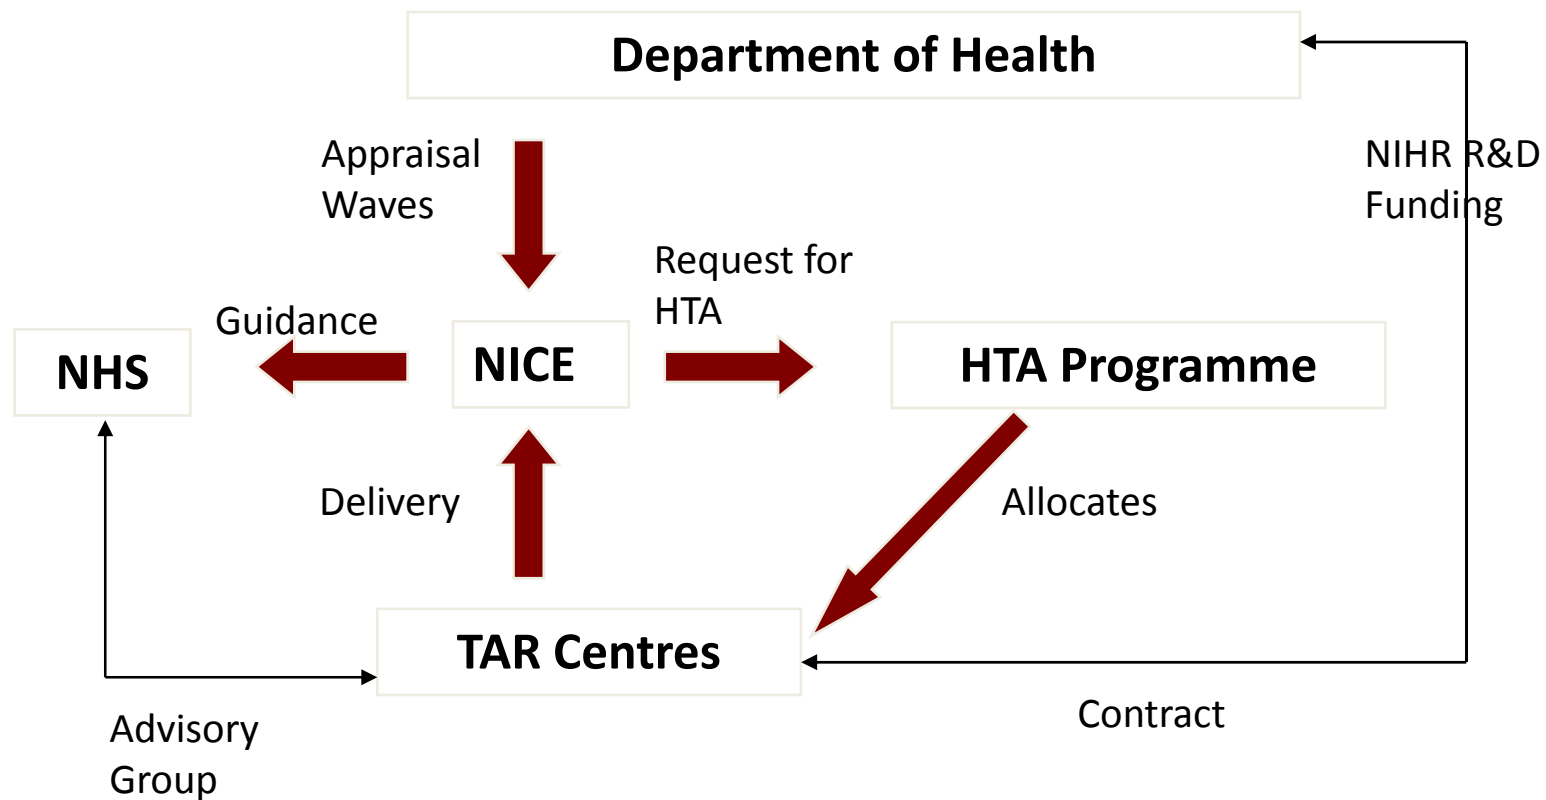 Department of Health
Appraisal
Waves
NIHR R&D
Funding
Request for
HTA
Guidance
NHS
NICE
HTA Programme
Delivery
Allocates
TAR Centres
Contract
Advisory
Group